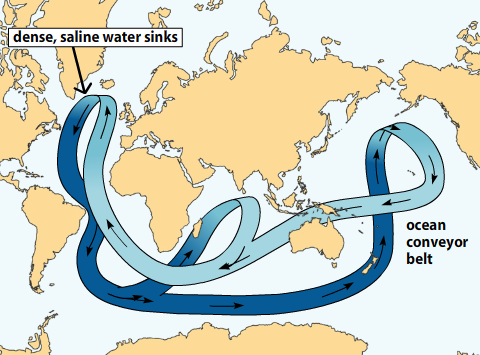 dense, saline water sinks
ocean
conveyor
belt